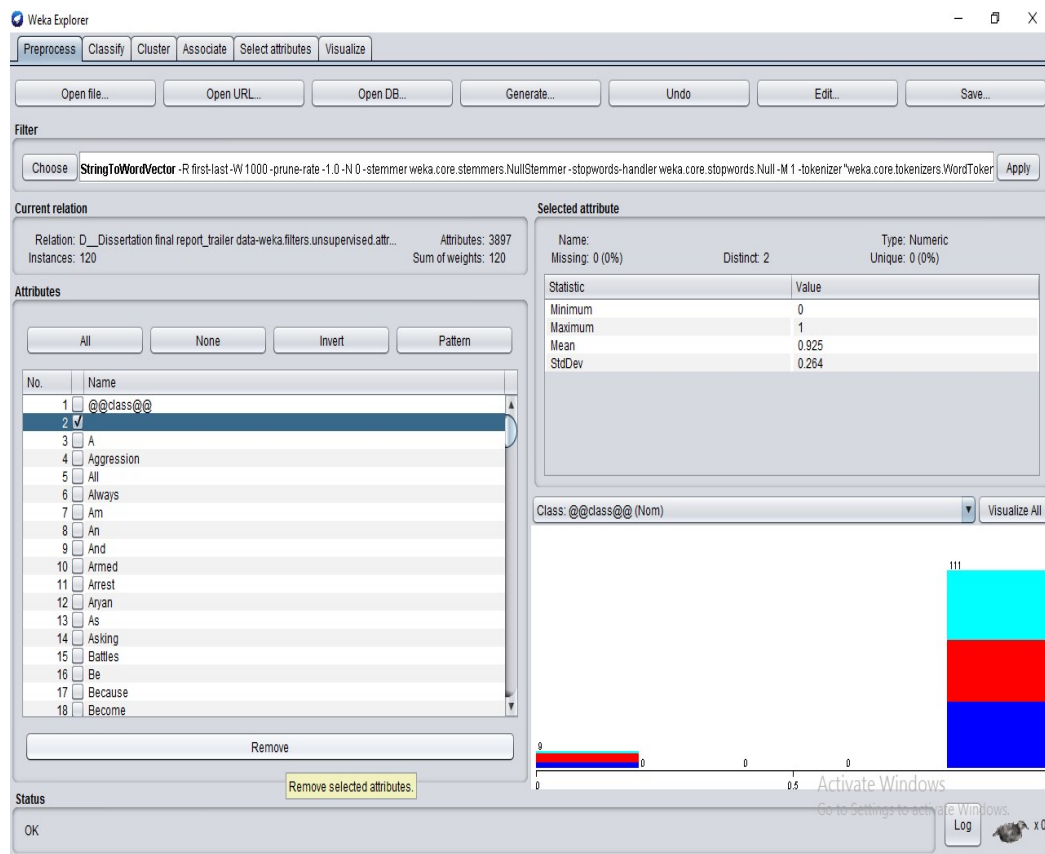 Weka Explorer
Preprocess Classify Cluster Associate Select attributes Visualize
Open file... Open URL... Open DB... Generate... Undo Edit... Save...
Filter
Choose StringToWordVector -R first-last -W 1000 -prune-rate -1.0 -N 0 -stemmer weka.core.stemmers.NullStemmer -stopwords-handler weka.core.stopwords.Null -M 1 -tokenizer "weka.core.tokenizers.WordToken Apply
Current relation
Relation: D__Dissertation final report_trailer data-weka.filters.unsupervised.attr... Attributes: 3897
Instances: 120 Sum of weights: 120
Attributes
All None Invert Pattern
No. Name
1 @@class@@
2
3 A
4 Aggression
5 All
6 Always
7 Am
8 An
9 And
10 Armed
11 Arrest
12 Aryan
13 As
14 Asking
15 Battles
16 Be
17 Because
18 Become
Remove
Remove selected attributes.
Selected attribute
Name: Type: Numeric
Missing: 0 (0%) Distinct: 2 Unique: 0 (0%)
Statistic Value
Minimum 0
Maximum 1
Mean 0.925
StdDev 0.264
Class: @@class@@ (Nom) Visualize All
111
9 0 0 0
0 0.5
Activate Windows
Go to Settings to activate Windows.
Status
OK
Log x 0